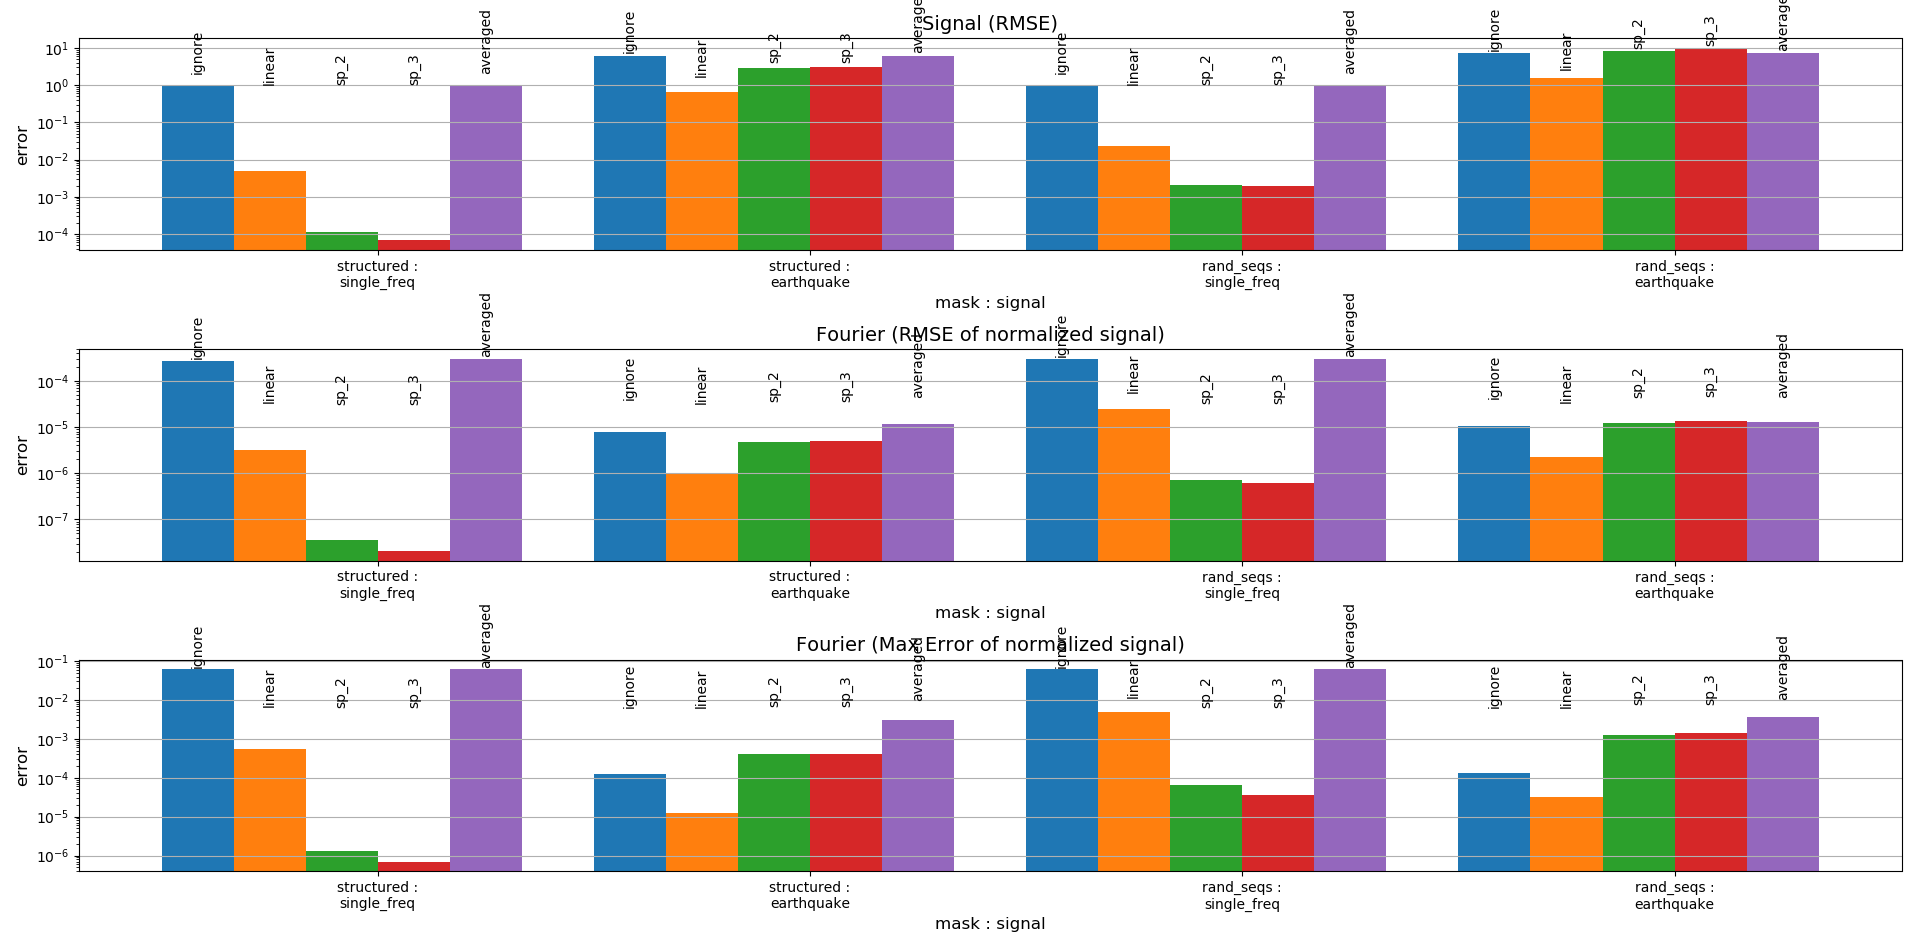 Signal (RMSE)
ignore linear sp_2 sp_3 averaged ignore linear sp_2 sp_3 averaged ignore linear sp_2 sp_3 averaged ignore linear sp_2 sp_3 averaged
error
10^1
10^0
10^-1
10^-2
10^-3
10^-4
structured : structured : rand_seqs : rand_seqs :
single_freq earthquake single_freq earthquake
mask : signal
Fourier (RMSE of normalized signal)
ignore linear sp_2 sp_3 averaged ignore linear sp_2 sp_3 averaged ignore linear sp_2 sp_3 averaged ignore linear sp_2 sp_3 averaged
error
10^-4
10^-5
10^-6
10^-7
structured : structured : rand_seqs : rand_seqs :
single_freq earthquake single_freq earthquake
mask : signal
Fourier (Max Error of normalized signal)
ignore linear sp_2 sp_3 averaged ignore linear sp_2 sp_3 averaged ignore linear sp_2 sp_3 averaged ignore linear sp_2 sp_3 averaged
error
10^-1
10^-2
10^-3
10^-4
10^-5
10^-6
structured : structured : rand_seqs : rand_seqs :
single_freq earthquake single_freq earthquake
mask : signal